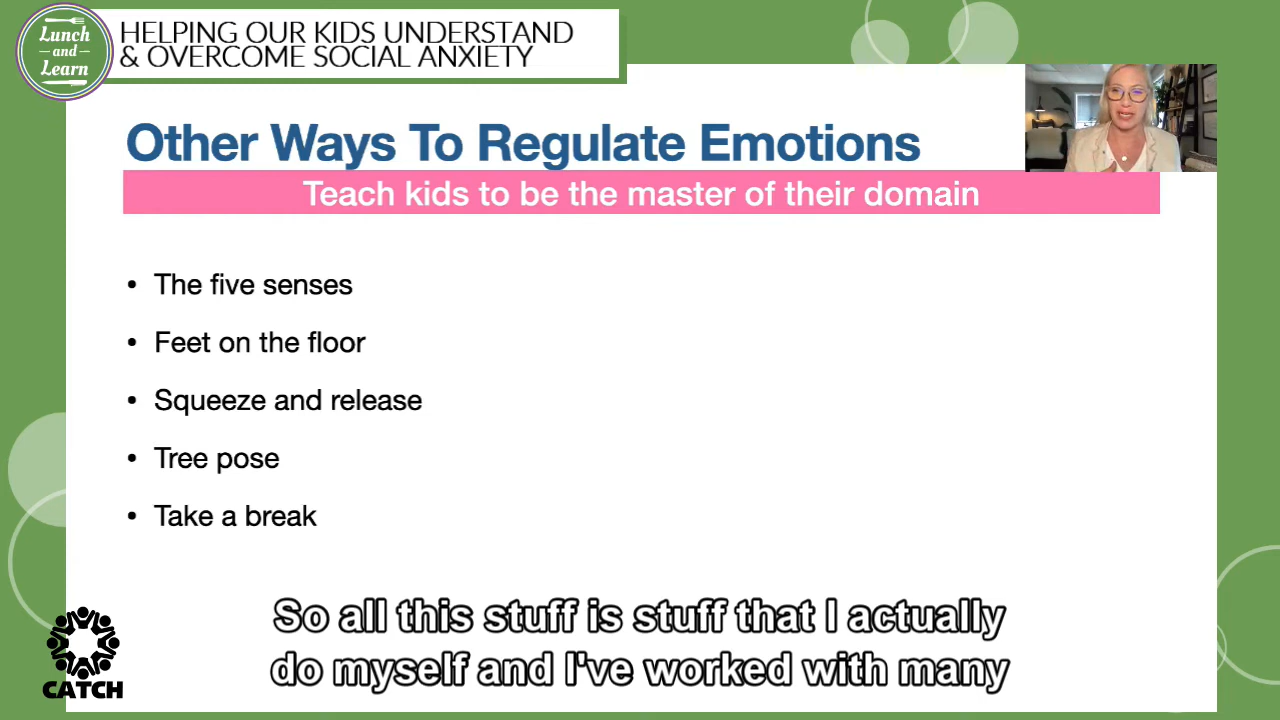 Lunch
and
Learn
HELPING OUR KIDS UNDERSTAND
& OVERCOME SOCIAL ANXIETY
Other Ways To Regulate Emotions
Teach kids to be the master of their domain
• The five senses
• Feet on the floor
• Squeeze and release
• Tree pose
• Take a break
So all this stuff is stuff that I actually
do myself and I've worked with many
CATCH